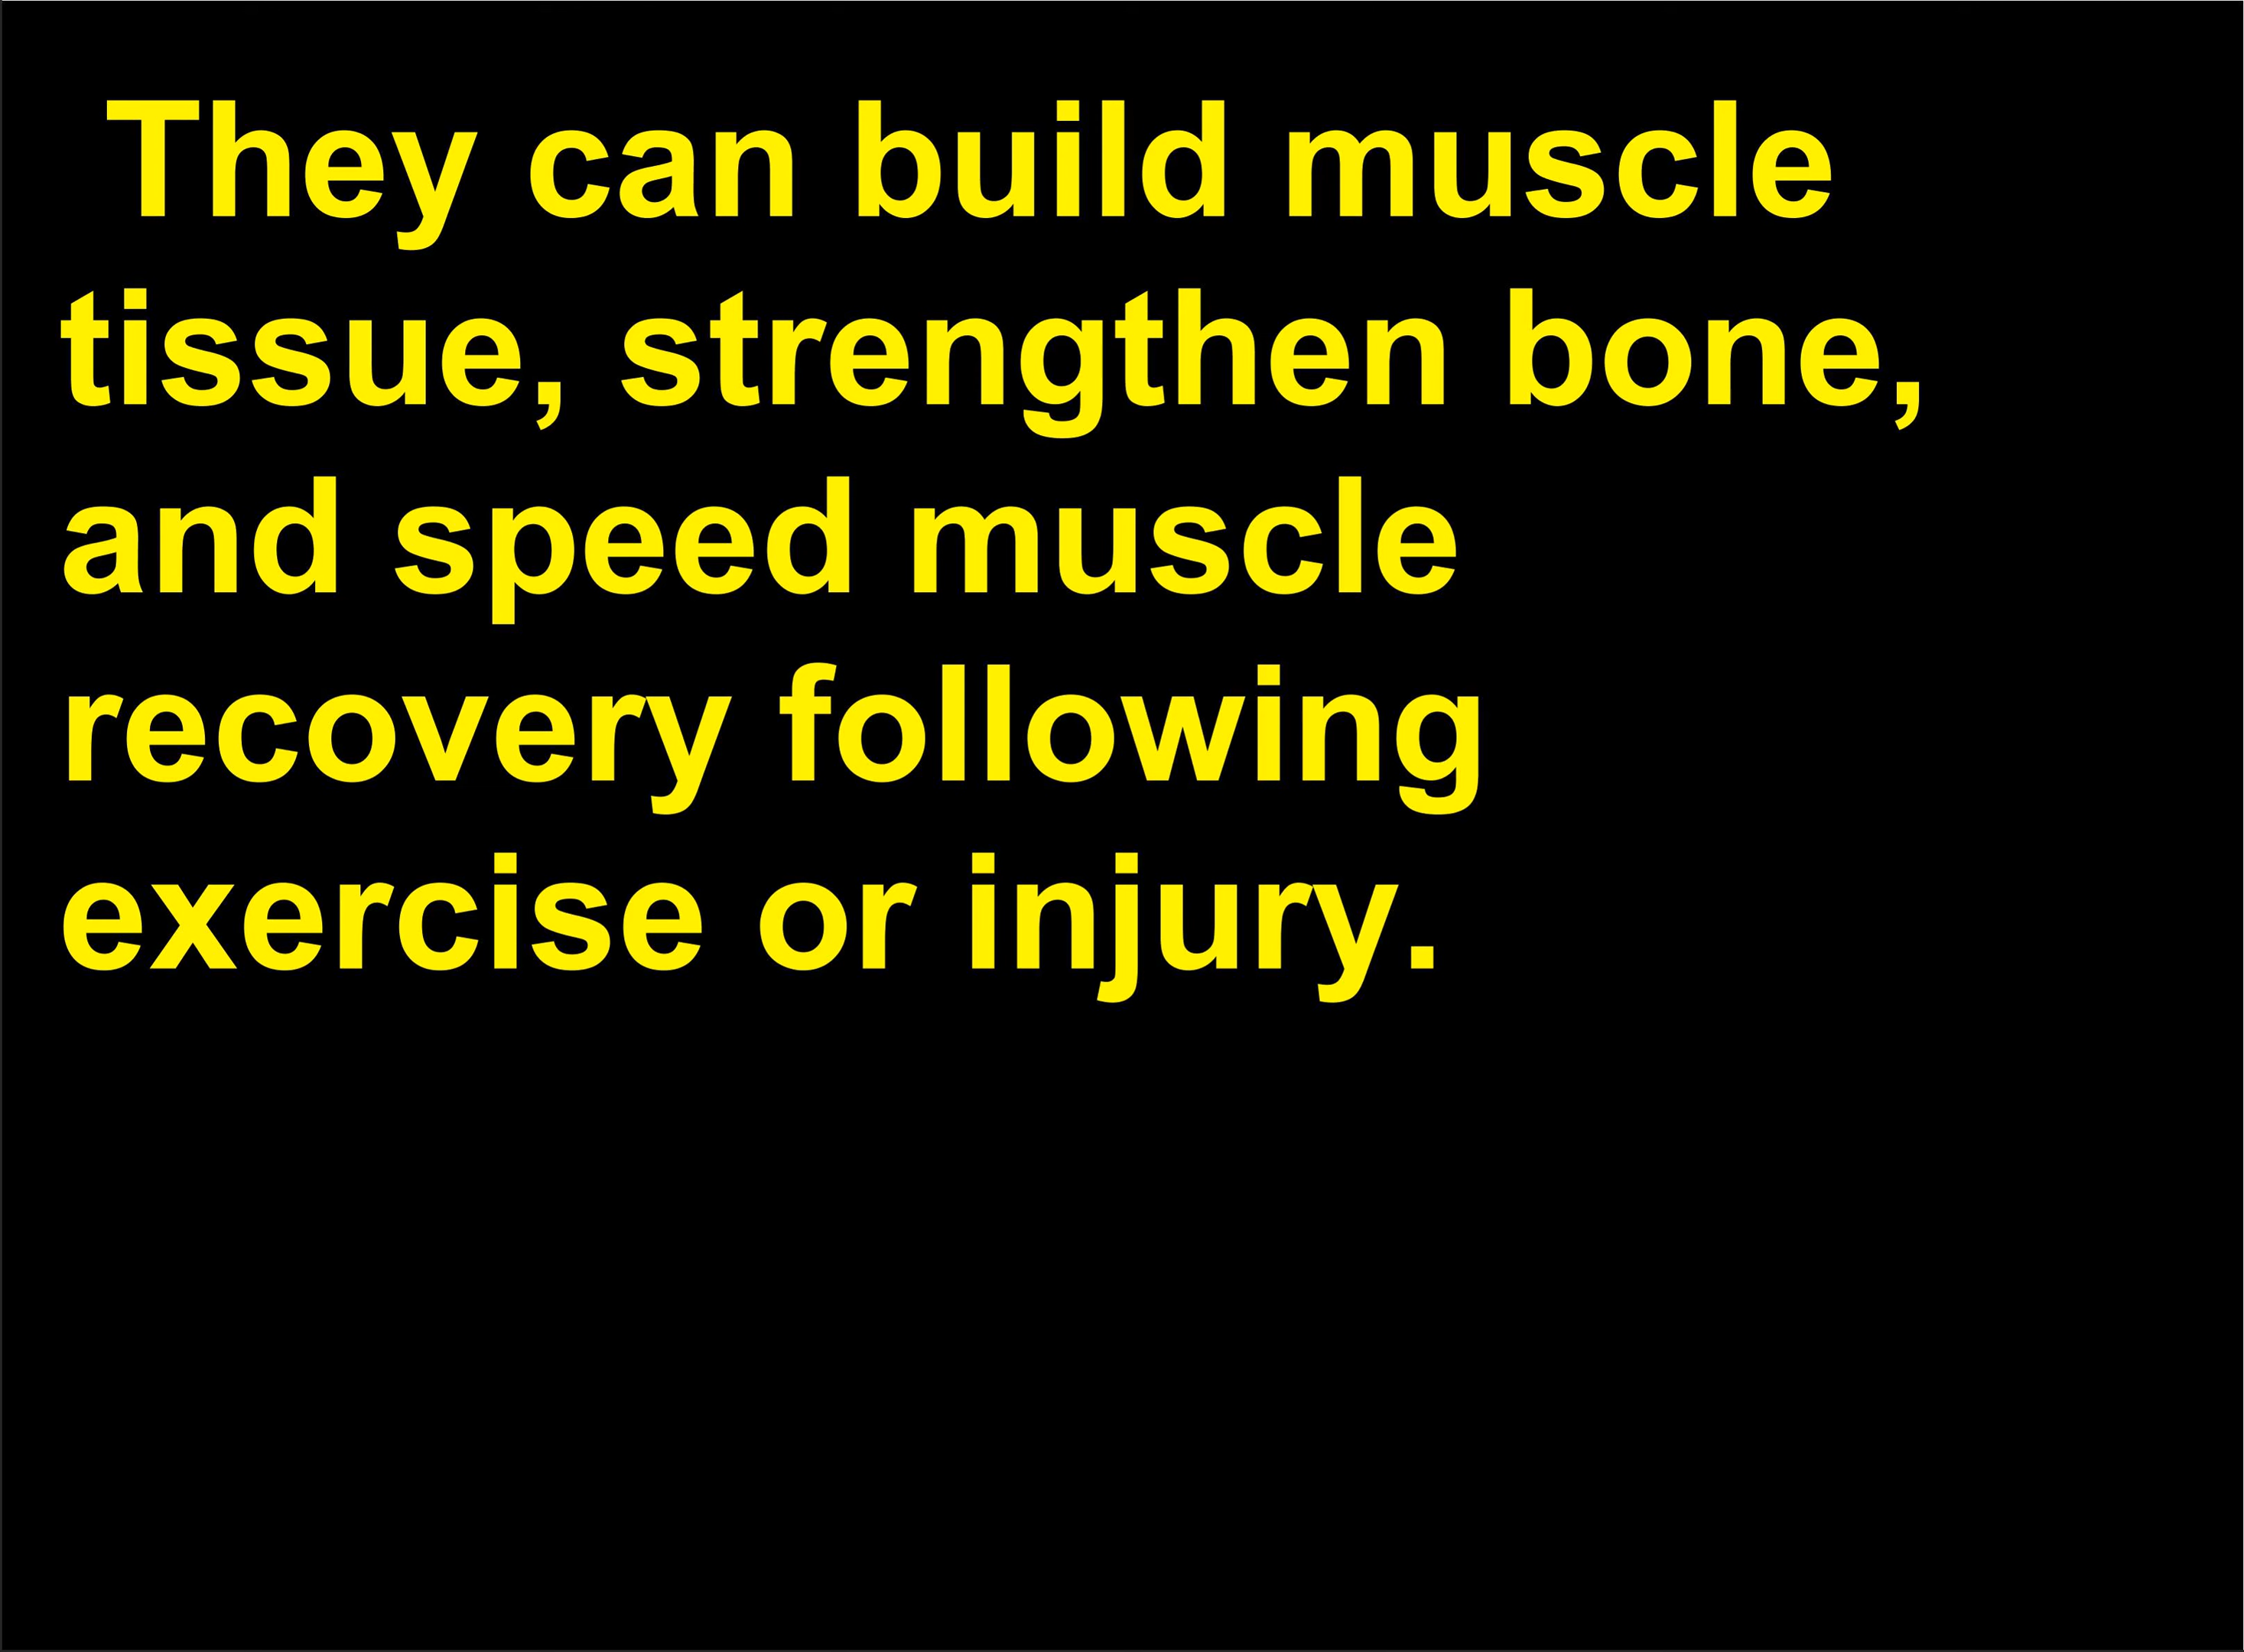 They can build muscle
tissue, strengthen bone,
and speed muscle
recovery following
exercise or injury.